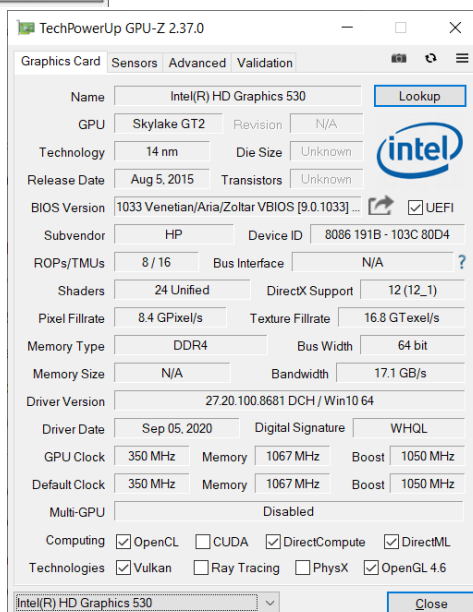 TechPowerUp GPU-Z 2.37.0
Graphics Card Sensors Advanced Validation
Name Intel(R) HD Graphics 530 Lookup
GPU Skylake GT2 Revision N/A
Technology 14 nm Die Size Unknown
Release Date Aug 5, 2015 Transistors Unknown
intel
BIOS Version 1033 Venetian/Aria/Zoltar VBIOS [9.0.1033] ... UEFI
Subvendor HP Device ID 8086 191B - 103C 80D4
ROPs/TMUs 8 / 16 Bus Interface N/A ?
Shaders 24 Unified DirectX Support 12 (12_1)
Pixel Fillrate 8.4 GPixel/s Texture Fillrate 16.8 GTexel/s
Memory Type DDR4 Bus Width 64 bit
Memory Size N/A Bandwidth 17.1 GB/s
Driver Version 27.20.100.8681 DCH / Win10 64
Driver Date Sep 05, 2020 Digital Signature WHQL
GPU Clock 350 MHz Memory 1067 MHz Boost 1050 MHz
Default Clock 350 MHz Memory 1067 MHz Boost 1050 MHz
Multi-GPU Disabled
Computing OpenCL CUDA DirectCompute DirectML
Technologies Vulkan Ray Tracing PhysX OpenGL 4.6
Intel(R) HD Graphics 530 Close